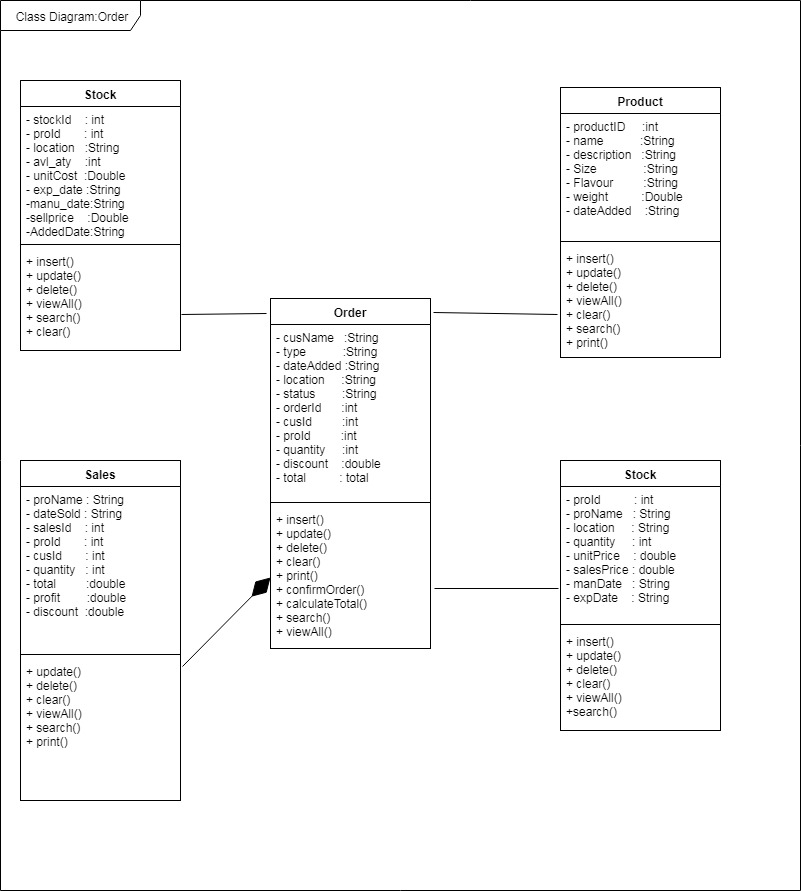 Class Diagram:Order
Stock
- stockId : int
- proId : int
- location :String
- avl_aty :int
- unitCost :Double
- exp_date :String
-manu_date:String
-sellprice :Double
-AddedDate:String
+ insert()
+ update()
+ delete()
+ viewAll()
+ search()
+ clear()
Product
- productID :int
- name :String
- description :String
- Size :String
- Flavour :String
- weight :Double
- dateAdded :String
+ insert()
+ update()
+ delete()
+ viewAll()
+ clear()
+ search()
+ print()
Order
- cusName :String
- type :String
- dateAdded :String
- location :String
- status :String
- orderId :int
- cusId :int
- proId :int
- quantity :int
- discount :double
- total : total
+ insert()
+ update()
+ delete()
+ clear()
+ print()
+ confirmOrder()
+ calculateTotal()
+ search()
+ viewAll()
Sales
- proName : String
- dateSold : String
- salesId : int
- proId : int
- cusId : int
- quantity : int
- total :double
- profit :double
- discount :double
+ update()
+ delete()
+ clear()
+ viewAll()
+ search()
+ print()
Stock
- proId : int
- proName : String
- location : String
- quantity : int
- unitPrice : double
- salesPrice : double
- manDate : String
- expDate : String
+ insert()
+ update()
+ delete()
+ clear()
+ viewAll()
+search()